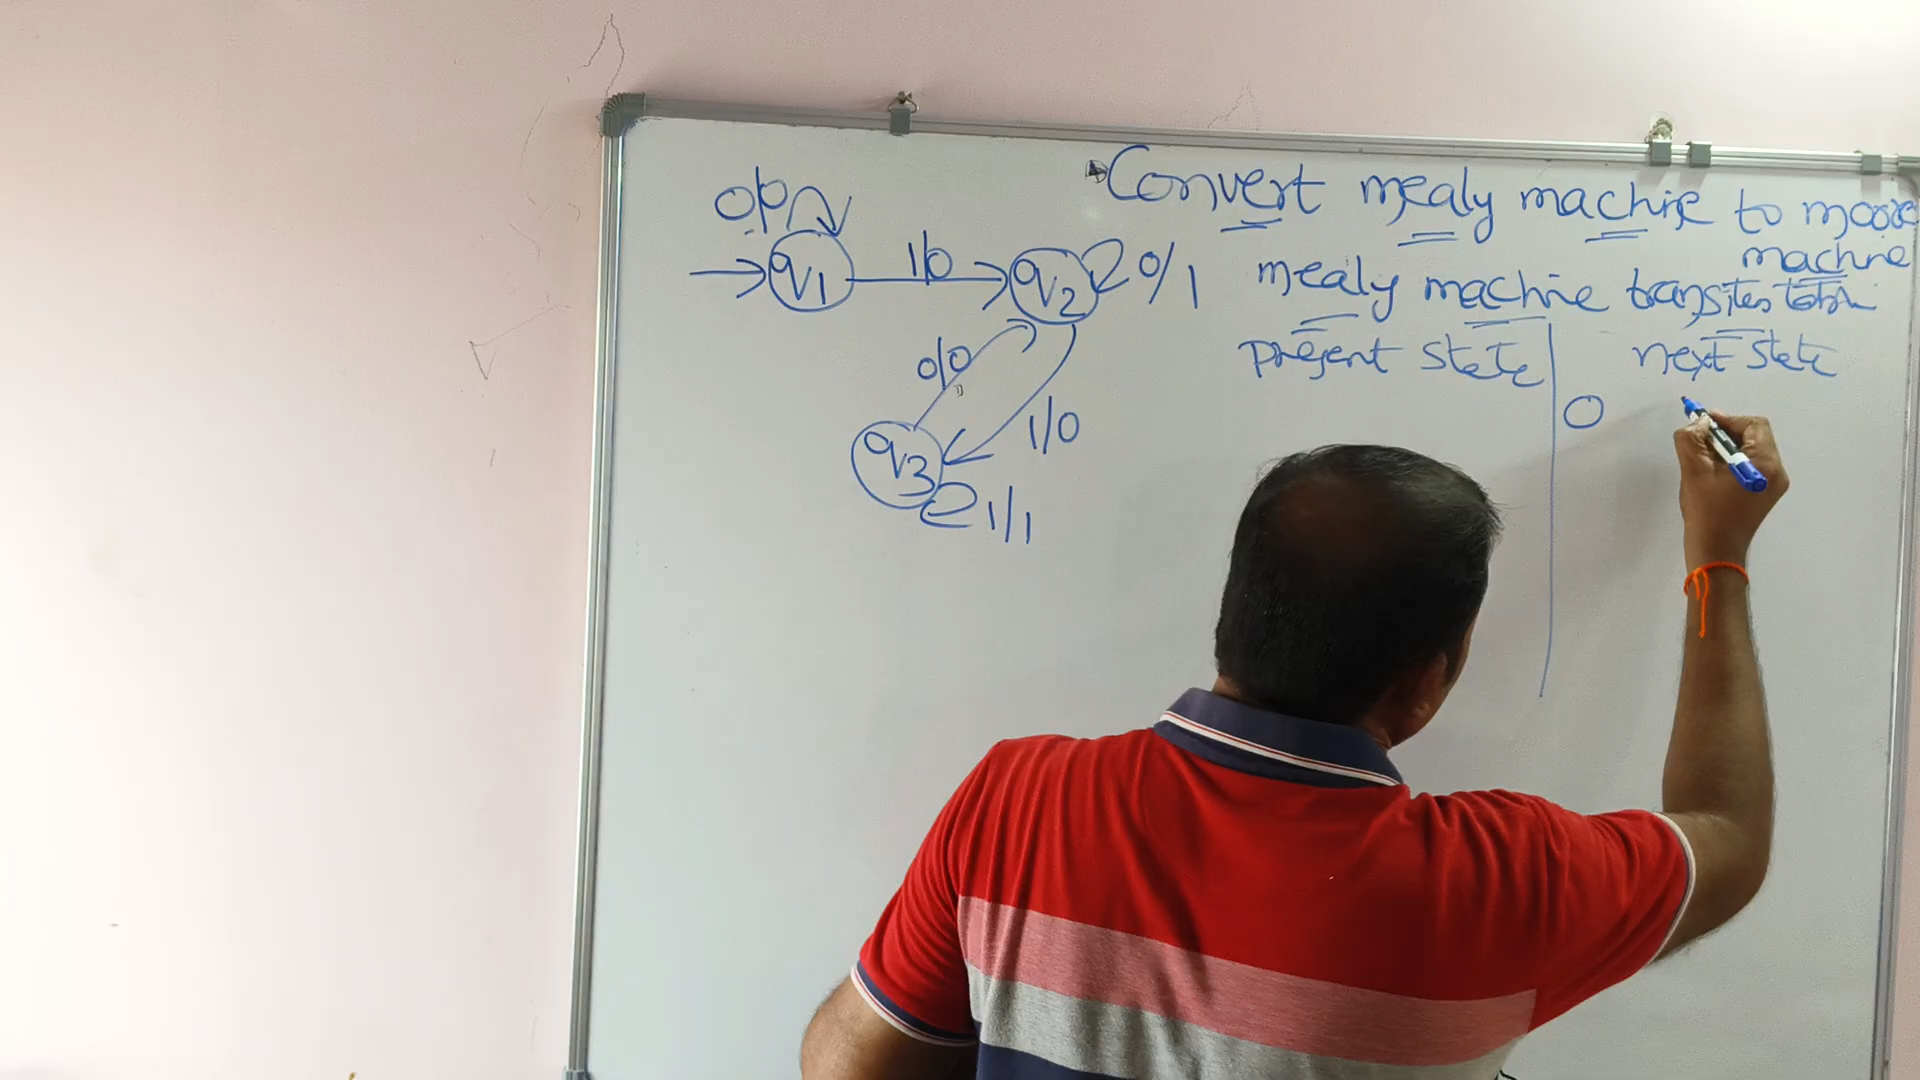 Convert mealy machine to moore
machine
mealy machine transites table
present state next state
0
0/0
q1
1/0
q2
0/1
0/0
1/0
q3
1/1